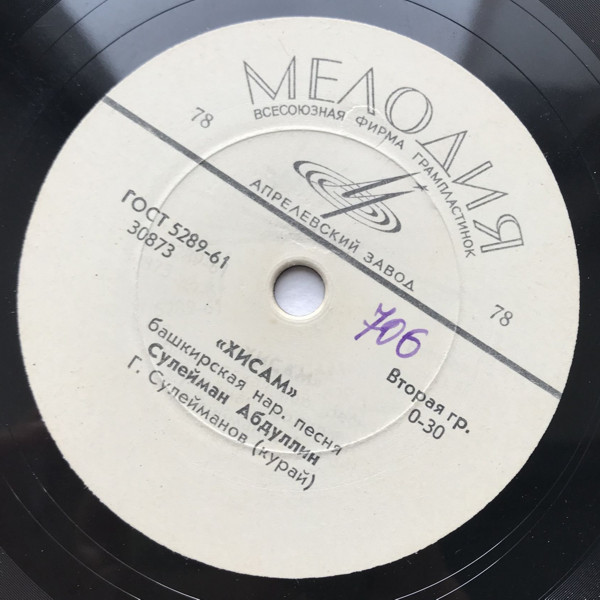 МЕЛОДИЯ
ВСЕСОЮЗНАЯ ФИРМА ГРАМПЛАСТИНОК
78
АПРЕЛЕВСКИЙ ЗАВОД
78
ГОСТ 5289-61
30873
706
Вторая гр.
0-30
«ХИСАМ»
башкирская нар. песня
Сулейман Абдуллин
Г. Сулейманов (курай)